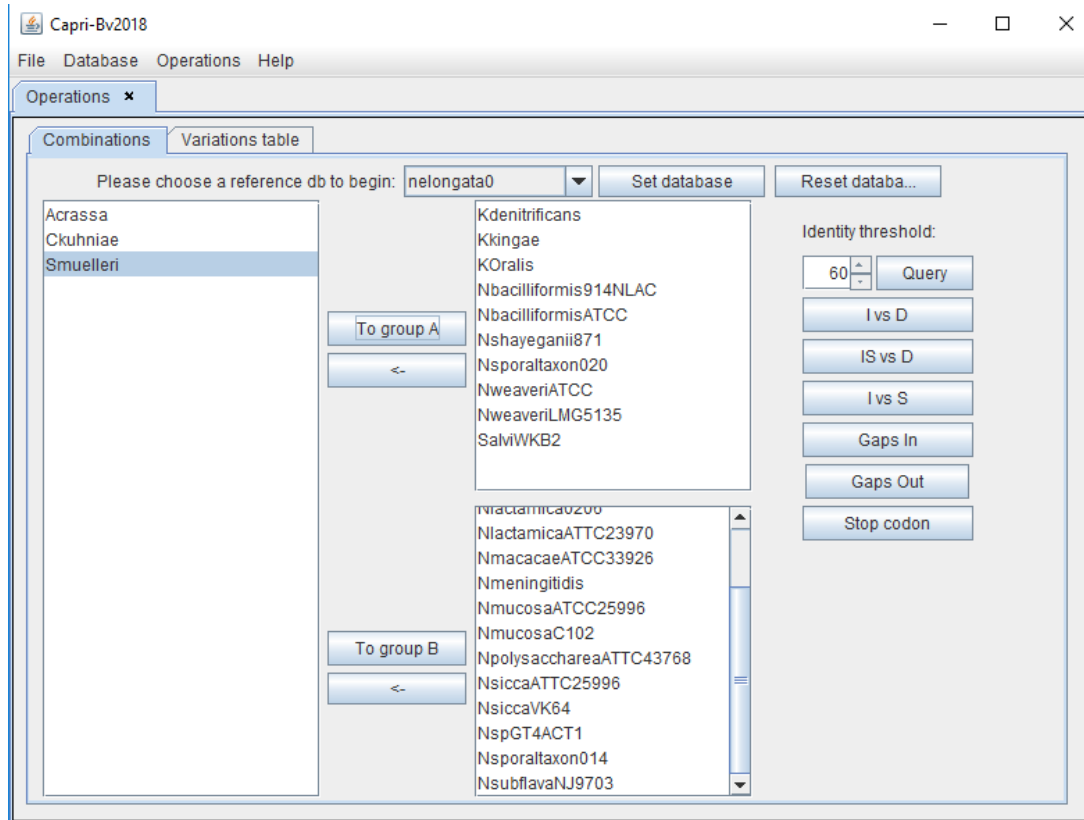 Capri-Bv2018
File Database Operations Help
Operations
Combinations Variations table
Please choose a reference db to begin: nelongata0 Set database Reset databa...
Acrassa
Ckuhniae
Smuelleri
To group A
<-
Kdenitrificans
Kkingae
KOralis
Nbacilliformis914NLAC
NbacilliformisATCC
Nshayeganii871
Nsporaltaxon020
NweaveriATCC
NweaveriLMG5135
SalviWKB2
Identity threshold:
60 Query
I vs D
IS vs D
I vs S
Gaps In
Gaps Out
Stop codon
To group B
<-
Nlactamica0206
NlactamicaATTC23970
NmacacaeATCC33926
Nmeningitidis
NmucosaATCC25996
NmucosaC102
NpolysacchareaATTC43768
NsiccaATTC25996
NsiccaVK64
NspGT4ACT1
Nsporaltaxon014
NsubflavaNJ9703